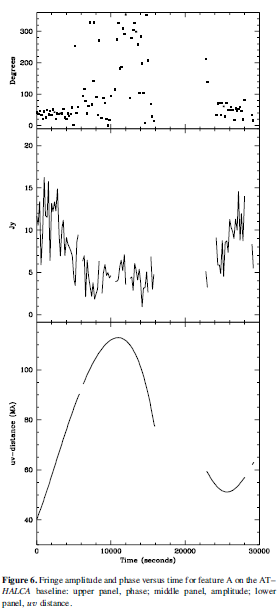 300
200
100
0
Degrees
20
15
10
5
0
Jy
100
80
60
40
uv-distance (Mλ)
0 10000 20000 30000
Time (seconds)
Figure 6. Fringe amplitude and phase versus time for feature A on the AT–
HALCA baseline: upper panel, phase; middle panel, amplitude; lower
panel, uv distance.